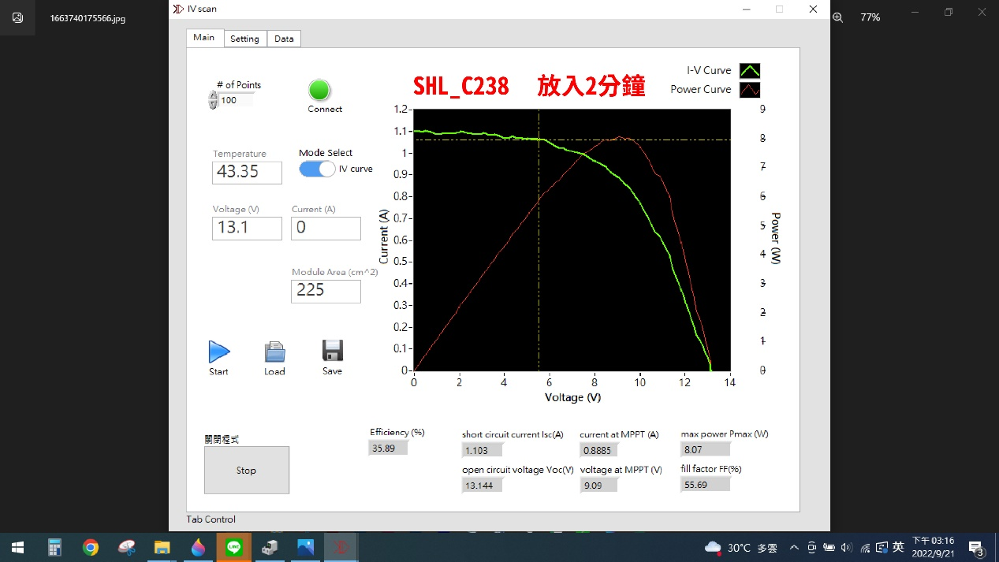 1663740175566.jpg
IV scan
77%
Main
Setting
Data
# of Points
100
Connect
SHL_C238 放入2分鐘
I-V Curve
Power Curve
Temperature
43.35
Mode Select
IV curve
Voltage (V)
13.1
Current (A)
0
Module Area (cm^2)
225
Start
Load
Save
Current (A)
1.2
1.1
1
0.9
0.8
0.7
0.6
0.5
0.4
0.3
0.2
0.1
0
0 2 4 6 8 10 12 14
Voltage (V)
9
8
7
6
5
4
3
2
1
0
Power (W)
關閉程式
Stop
Efficiency (%)
35.89
short circuit current Isc(A)
1.103
current at MPPT (A)
0.8885
max power Pmax (W)
8.07
open circuit voltage Voc(V)
13.144
voltage at MPPT (V)
9.09
fill factor FF(%)
55.69
Tab Control
LINE
30°C 多雲
英
下午 03:16
2022/9/21
3